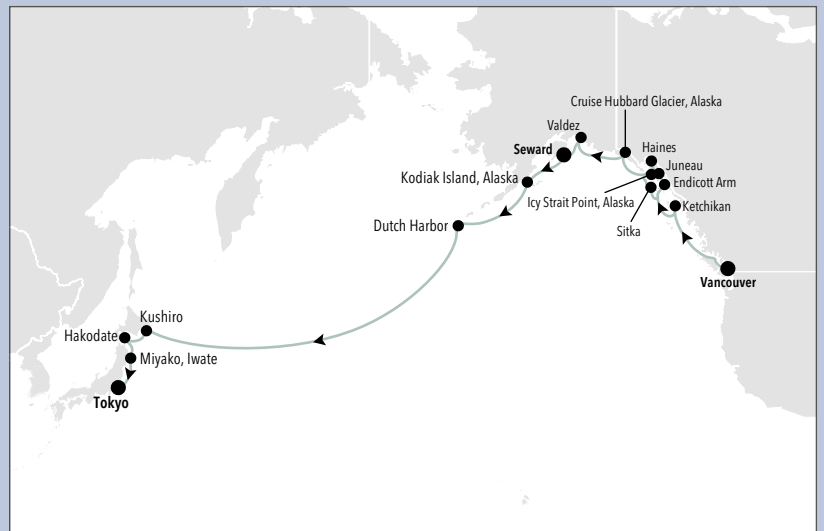 Cruise Hubbard Glacier, Alaska
Valdez
Seward
Haines
Juneau
Kodiak Island, Alaska
Endicott Arm
Icy Strait Point, Alaska
Ketchikan
Dutch Harbor
Sitka
Vancouver
Kushiro
Hakodate
Miyako, Iwate
Tokyo